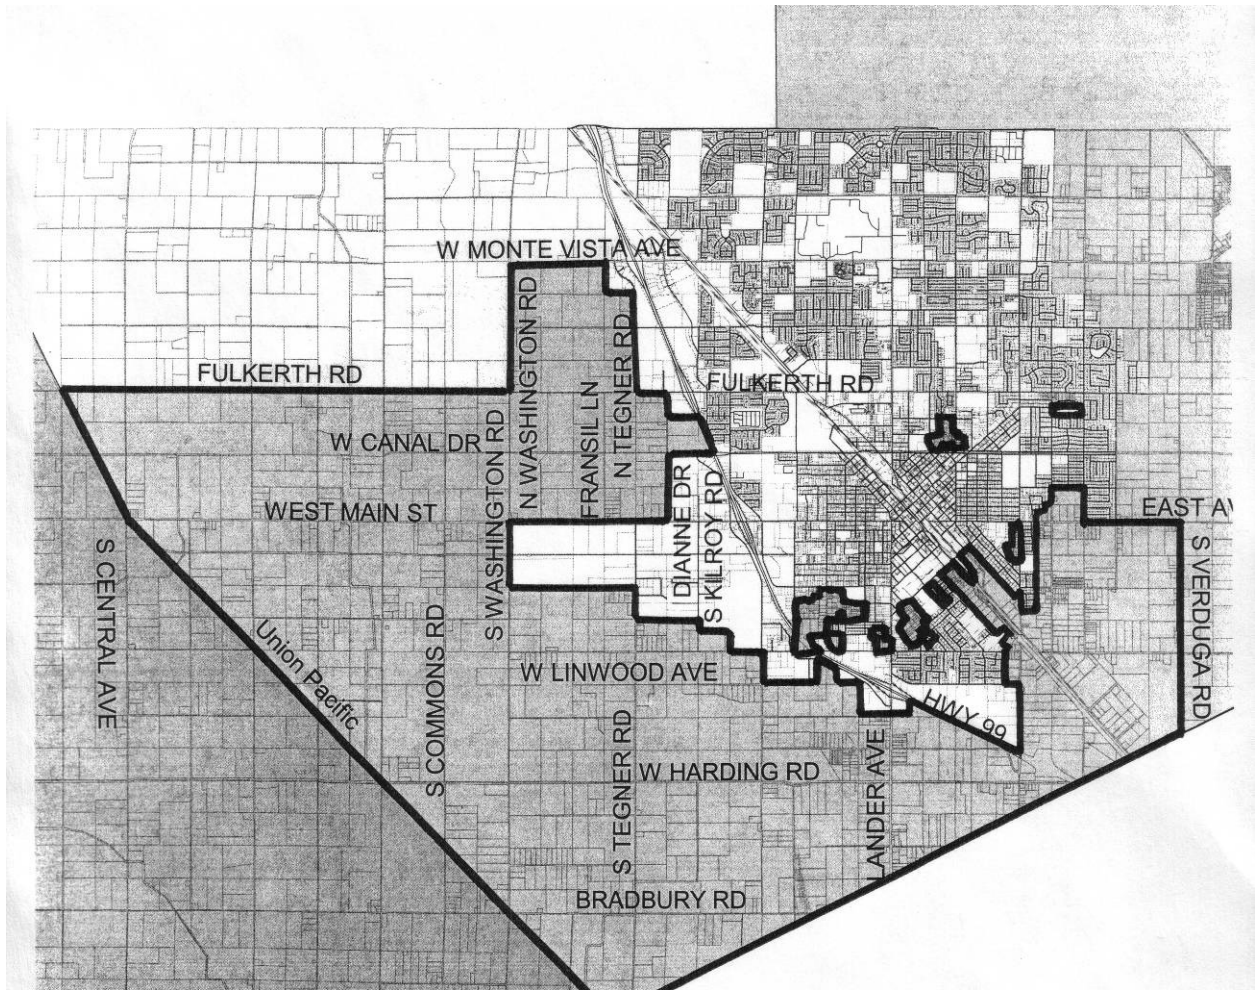 W MONTE VISTA AVE
FULKERTH RD
FULKERTH RD
N WASHINGTON RD
FRANSIL LN
N TEGNER RD
W CANAL DR
S WASHINGTON RD
WEST MAIN ST
DIANNE DR
S KILROY RD
EAST AV
S CENTRAL AVE
S VERDUGA RD
Union Pacific
S COMMONS RD
W LINWOOD AVE
HWY 99
S TEGNER RD
W HARDING RD
LANDER AVE
BRADBURY RD